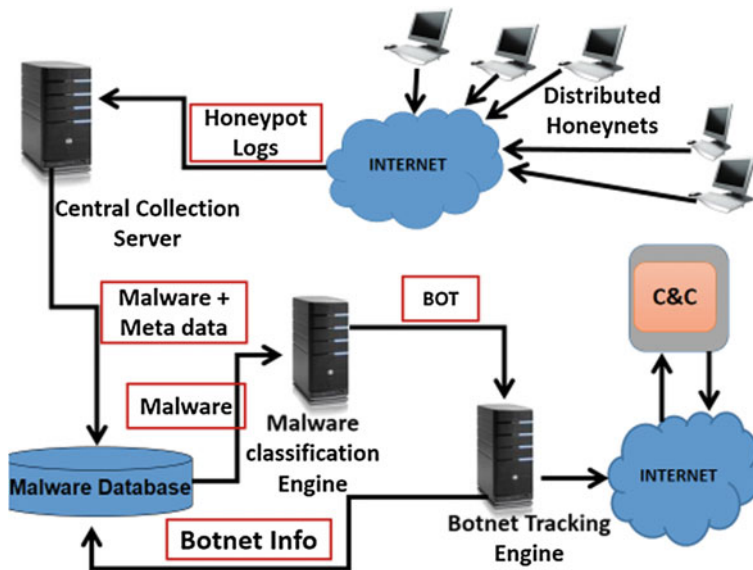 Distributed
Honeynets
INTERNET
Honeypot
Logs
Central Collection
Server
Malware +
Meta data
BOT
C&C
Malware
Malware
classification
Engine
Malware Database
INTERNET
Botnet Info
Botnet Tracking
Engine